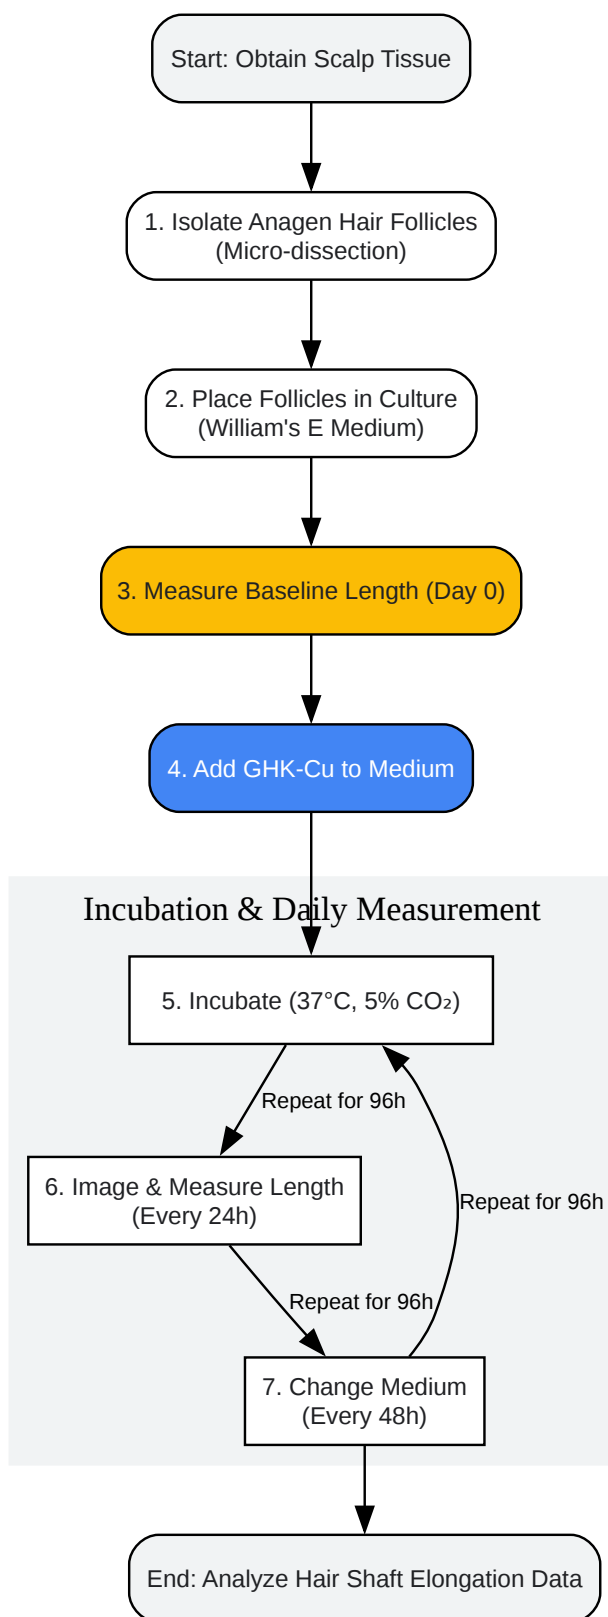 Start: Obtain Scalp Tissue
1. Isolate Anagen Hair Follicles
(Micro-dissection)
2. Place Follicles in Culture
(William's E Medium)
3. Measure Baseline Length (Day 0)
4. Add GHK-Cu to Medium
Incubation & Daily Measurement
5. Incubate (37°C, 5% CO₂)
Repeat for 96h
6. Image & Measure Length
(Every 24h)
Repeat for 96h
Repeat for 96h
7. Change Medium
(Every 48h)
End: Analyze Hair Shaft Elongation Data